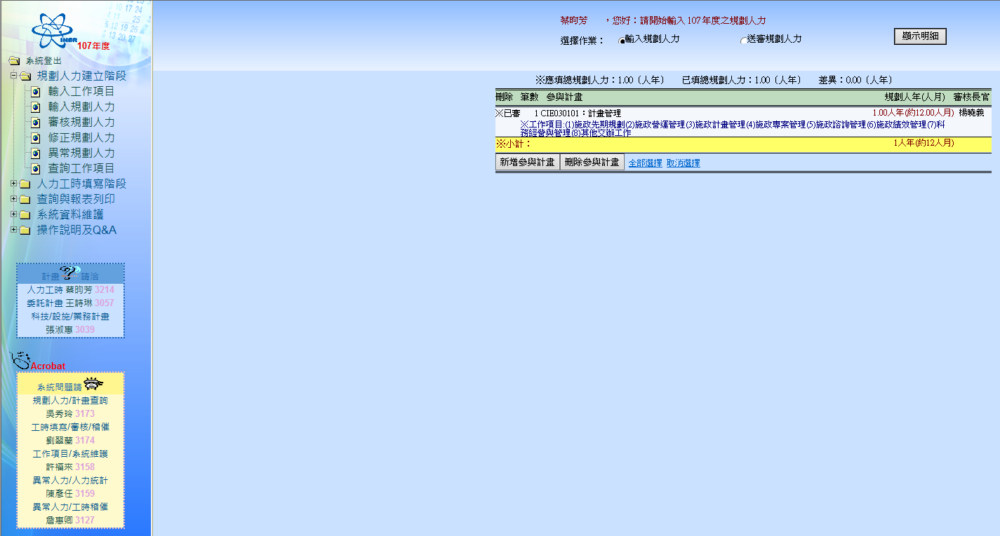 INER
107年度
系統登出
規劃人力建立階段
輸入工作項目
輸入規劃人力
審核規劃人力
修正規劃人力
異常規劃人力
查詢工作項目
人力工時填寫階段
查詢與報表列印
系統資料維護
操作說明及Q&A
計畫 請洽
人力工時 蔡昀芳 3214
委託計畫 王詩琳 3057
科技/設施/業務計畫
張淑惠 3039
Acrobat
系統問題請
規劃人力/計畫查詢
吳秀玲 3173
工時填寫/審核/稽催
劉翠蘭 3174
工作項目/系統維護
許福來 3158
異常人力/人力統計
陳彥任 3159
異常人力/工時稽催
詹惠卿 3127
蔡昀芳 ，您好：請開始輸入 107 年度之規劃人力
選擇作業： 輸入規劃人力 送審規劃人力 顯示明細
※應填總規劃人力：1.00〔人年〕 已填總規劃人力：1.00〔人年〕 差異：0.00〔人年〕
刪除 筆數 參與計畫 規劃人年(人月) 審核長官
※已審 1 CIE030101：計畫管理 1.00人年(約12.00人月) 楊曉義
※工作項目:(1)施政先期規劃(2)施政營運管理(3)施政計畫管理(4)施政專案管理(5)施政諮詢管理(6)施政績效管理(7)科
務經營與管理(8)其他交辦工作
※小計： 1人年(約12人月)
新增參與計畫 刪除參與計畫 全部選擇 取消選擇